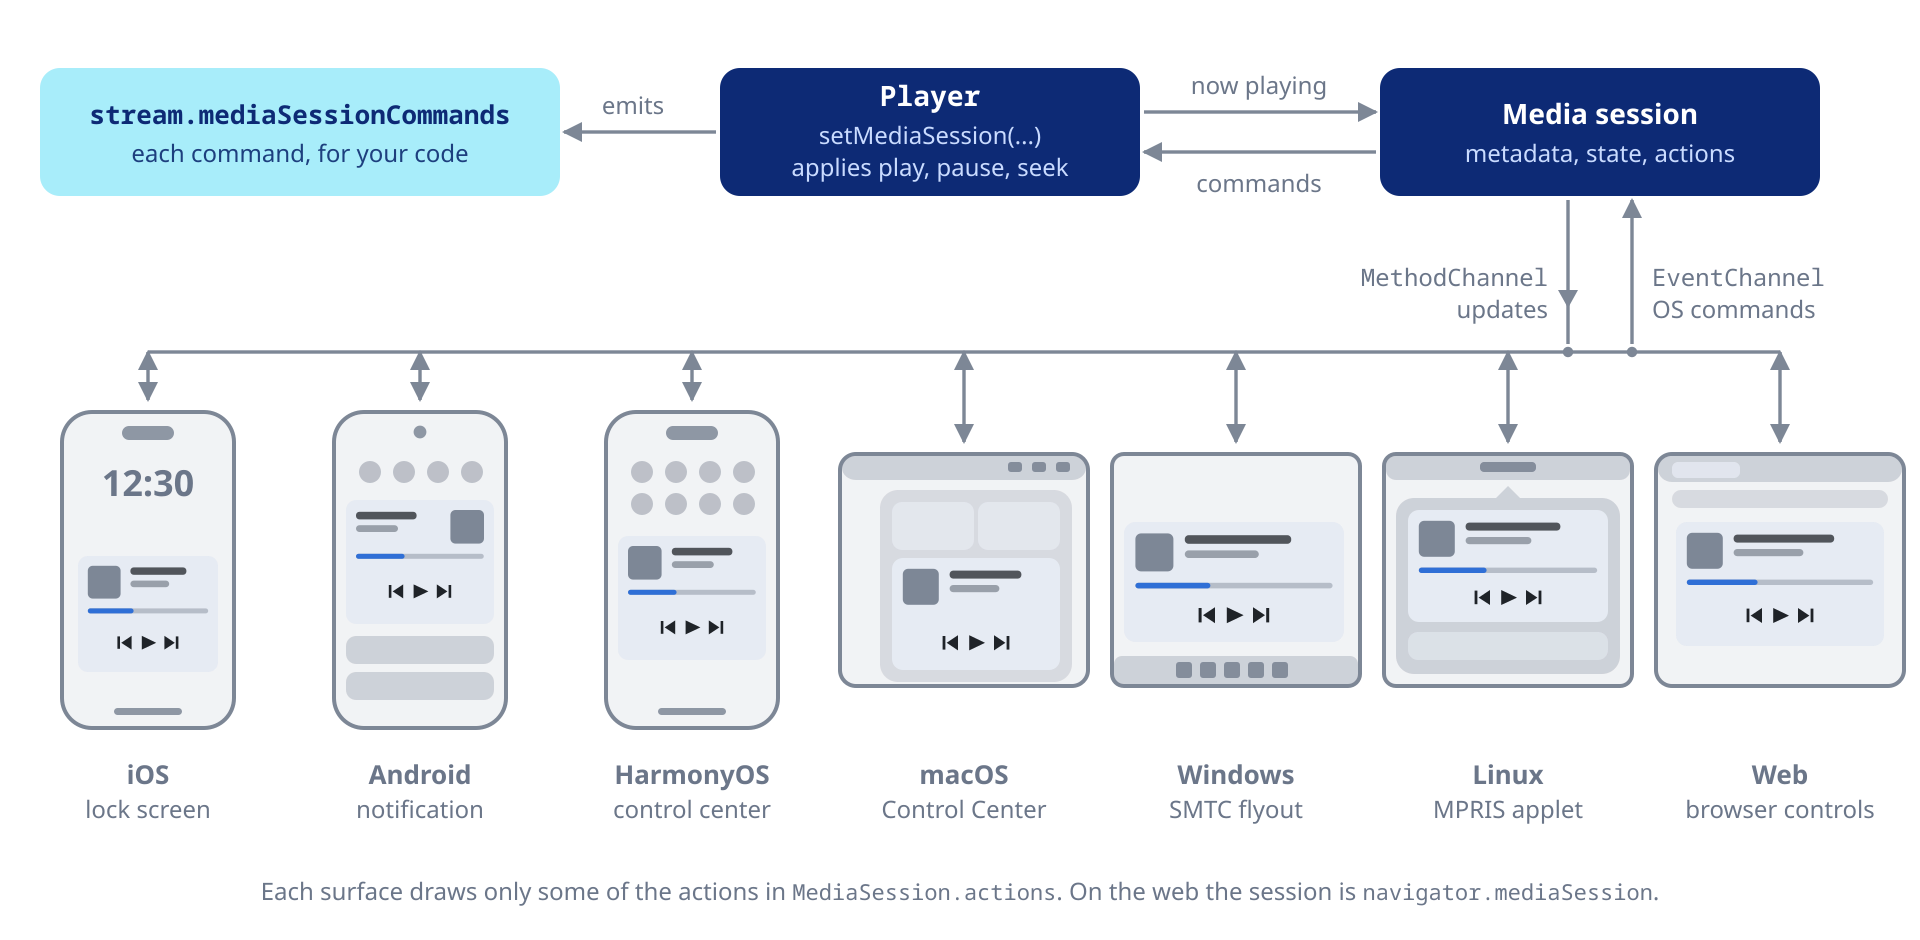 stream.mediaSessionCommands
each command, for your code
emits
Player
setMediaSession(...)
applies play, pause, seek
now playing
commands
Media session
metadata, state, actions
MethodChannel
updates
EventChannel
OS commands
12:30
iOS
lock screen
Android
notification
HarmonyOS
control center
macOS
Control Center
Windows
SMTC flyout
Linux
MPRIS applet
Web
browser controls
Each surface draws only some of the actions in MediaSession.actions. On the web the session is navigator.mediaSession.